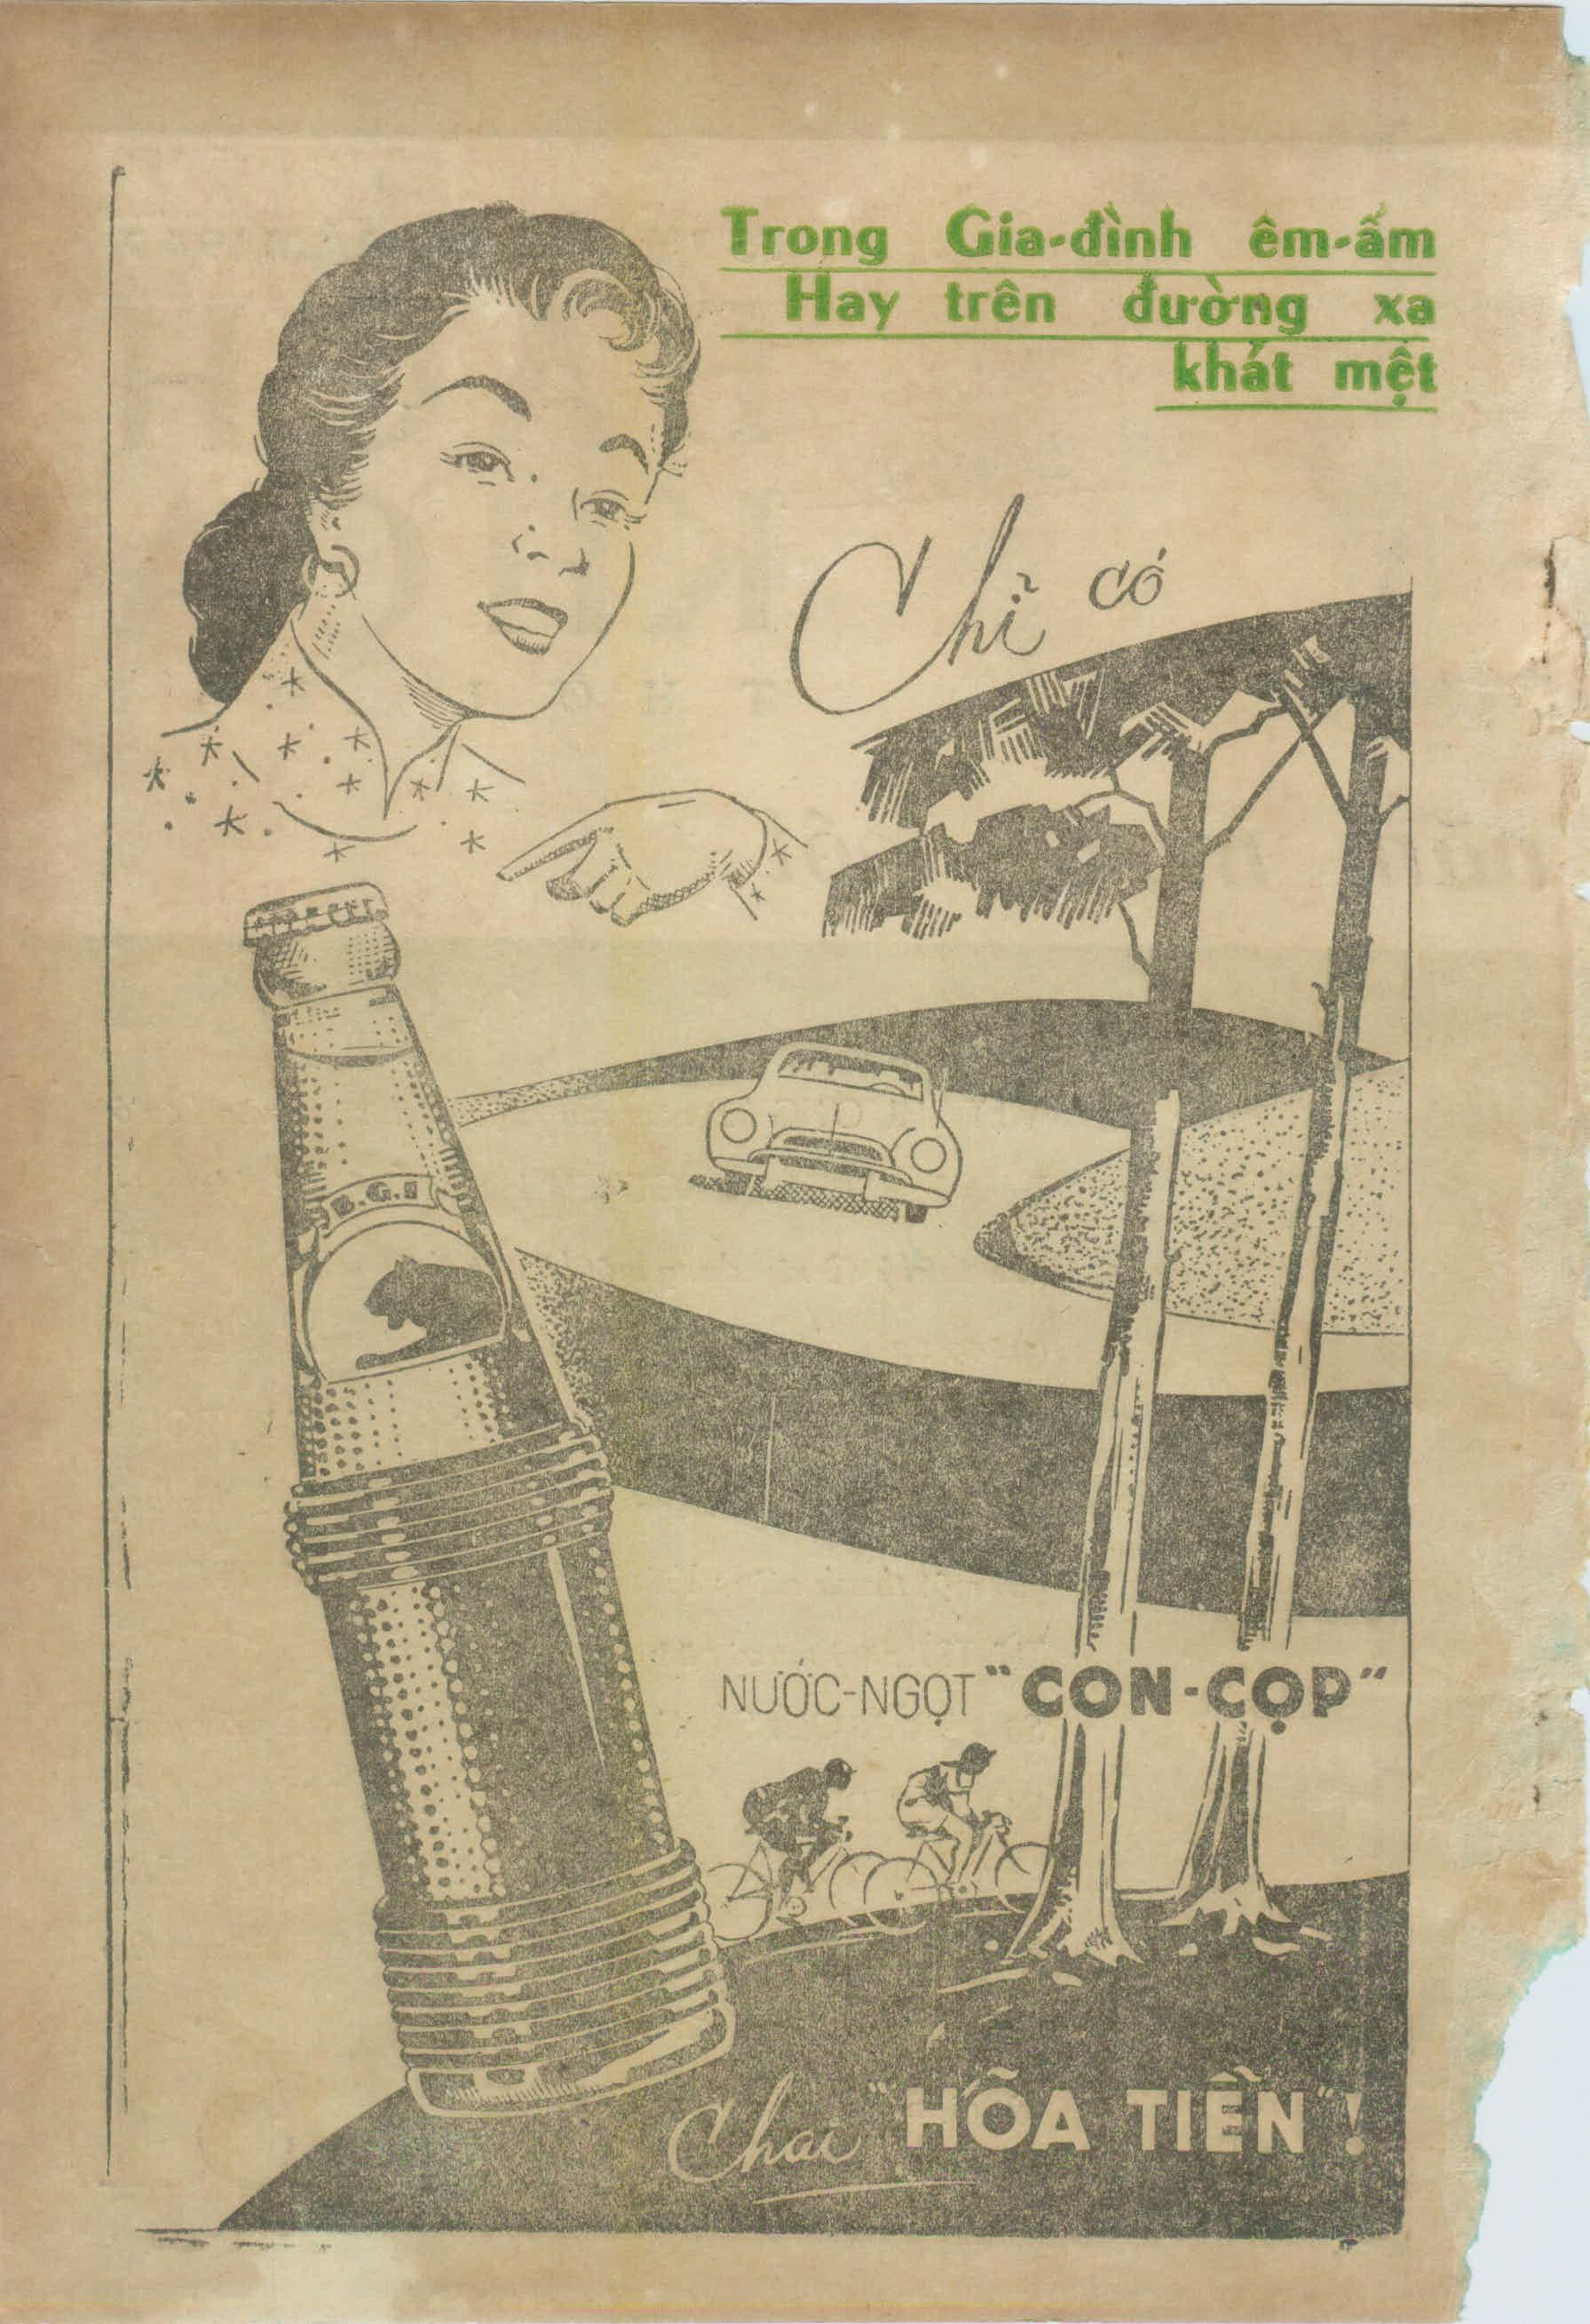 Trong Gia-đình êm-ấm
Hay trên đường xa
khát mệt
Chỉ có
B.G.I
NƯỚC-NGỌT "CON-CỌP"
Chai "HỎA TIỄN"!